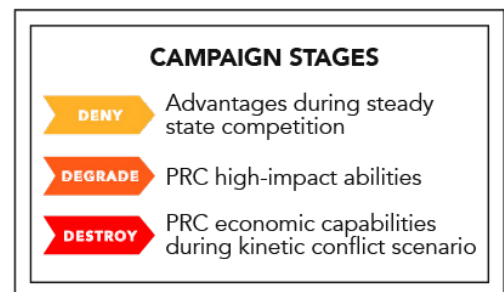 CAMPAIGN STAGES
DENY
Advantages during steady
state competition
DEGRADE
PRC high-impact abilities
DESTROY
PRC economic capabilities
during kinetic conflict scenario